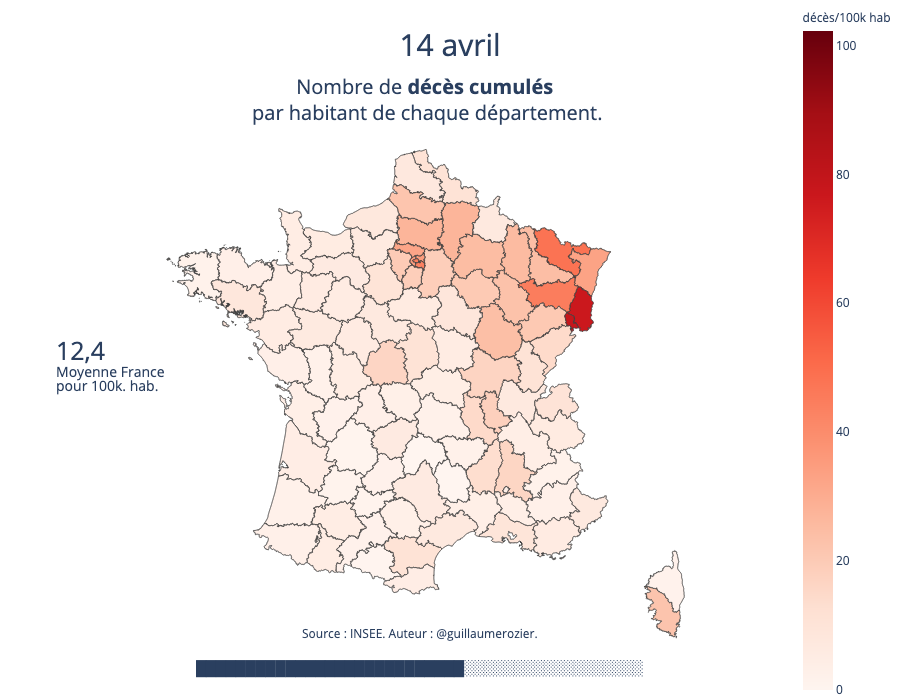 décès/100k hab
14 avril
Nombre de décès cumulés
par habitant de chaque département.
100
80
60
40
20
0
12,4
Moyenne France
pour 100k. hab.
Source : INSEE. Auteur : @guillaumerozier.